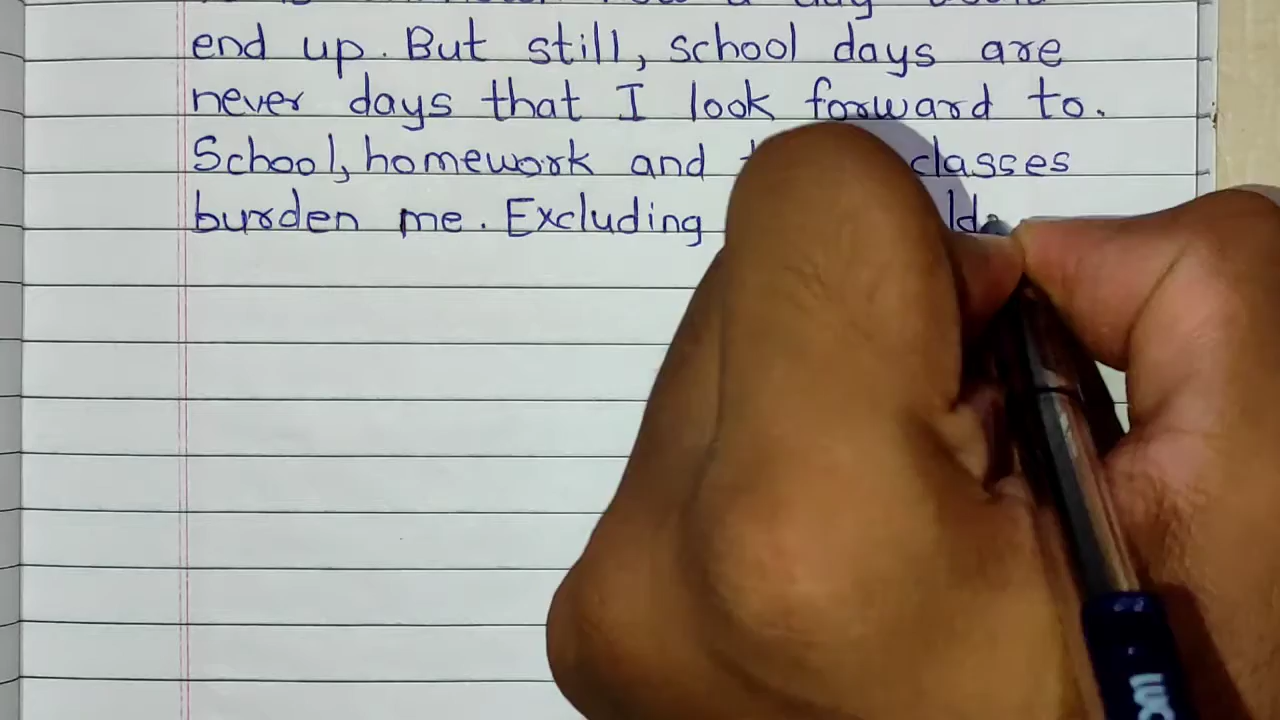 end up. But still, school days are
never days that I look forward to.
School, homework and classes
burden me. Excluding